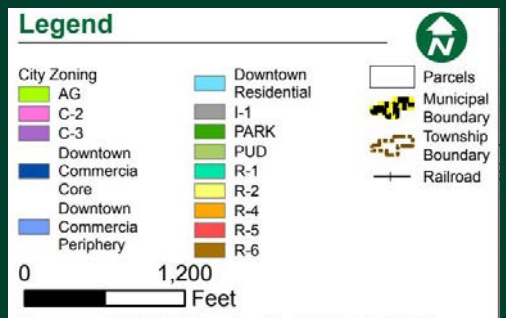 Legend
N
City Zoning
AG
C-2
C-3
Downtown
Commercia
Core
Downtown
Commercia
Periphery
Downtown
Residential
I-1
PARK
PUD
R-1
R-2
R-4
R-5
R-6
Parcels
Municipal
Boundary
Township
Boundary
Railroad
0 1,200
Feet